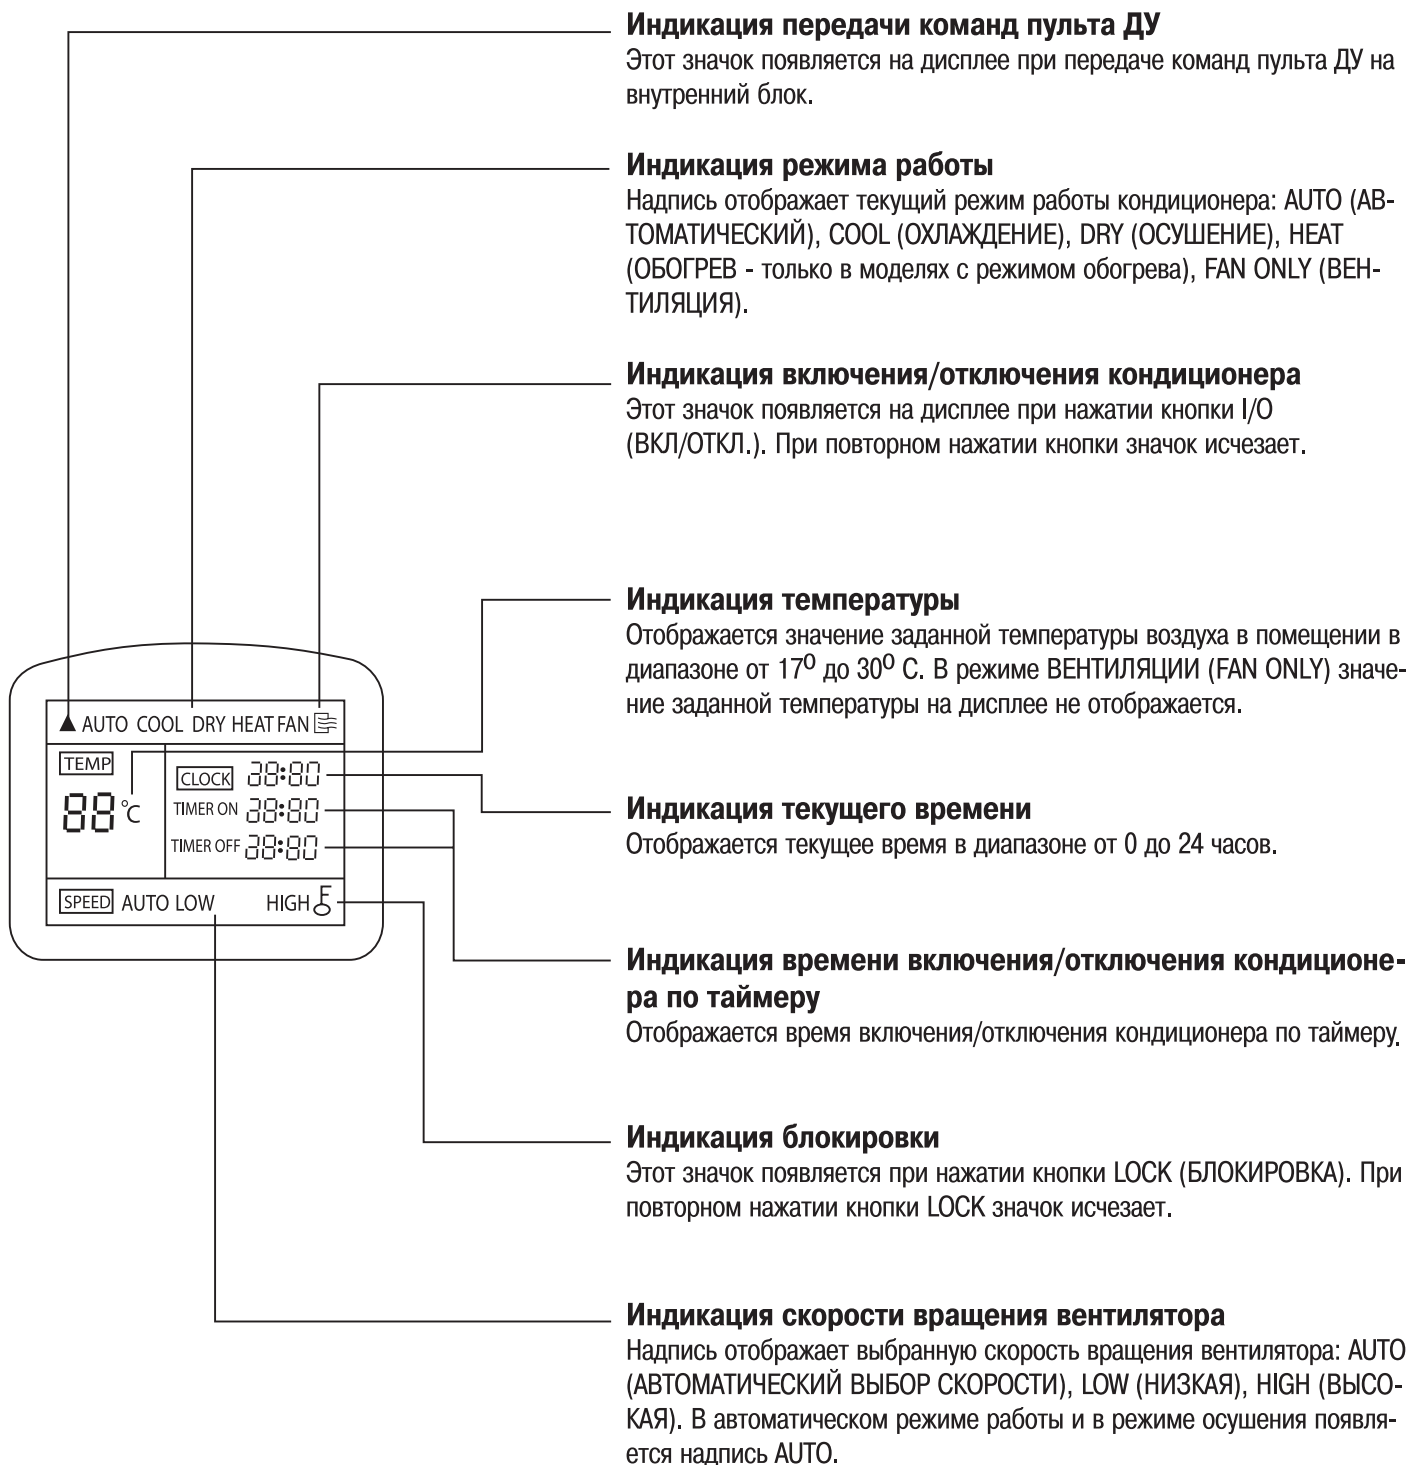 Индикация передачи команд пульта ДУ
Этот значок появляется на дисплее при передаче команд пульта ДУ на
внутренний блок.
Индикация режима работы
Надпись отображает текущий режим работы кондиционера: AUTO (АВ-
ТОМАТИЧЕСКИЙ), COOL (ОХЛАЖДЕНИЕ), DRY (ОСУШЕНИЕ), HEAT
(ОБОГРЕВ - только в моделях с режимом обогрева), FAN ONLY (ВЕН-
ТИЛЯЦИЯ).
Индикация включения/отключения кондиционера
Этот значок появляется на дисплее при нажатии кнопки I/O
(ВКЛ/ОТКЛ.). При повторном нажатии кнопки значок исчезает.
Индикация температуры
Отображается значение заданной температуры воздуха в помещении в
диапазоне от 17⁰ до 30⁰ С. В режиме ВЕНТИЛЯЦИИ (FAN ONLY) значе-
ние заданной температуры на дисплее не отображается.
▲ AUTO COOL DRY HEAT FAN
TEMP
88 °C
CLOCK 88:80
TIMER ON 88:80
TIMER OFF 88:80
SPEED AUTO LOW HIGH
Индикация текущего времени
Отображается текущее время в диапазоне от 0 до 24 часов.
Индикация времени включения/отключения кондиционе-
ра по таймеру
Отображается время включения/отключения кондиционера по таймеру.
Индикация блокировки
Этот значок появляется при нажатии кнопки LOCK (БЛОКИРОВКА). При
повторном нажатии кнопки LOCK значок исчезает.
Индикация скорости вращения вентилятора
Надпись отображает выбранную скорость вращения вентилятора: AUTO
(АВТОМАТИЧЕСКИЙ ВЫБОР СКОРОСТИ), LOW (НИЗКАЯ), HIGH (ВЫСО-
КАЯ). В автоматическом режиме работы и в режиме осушения появля-
ется надпись AUTO.